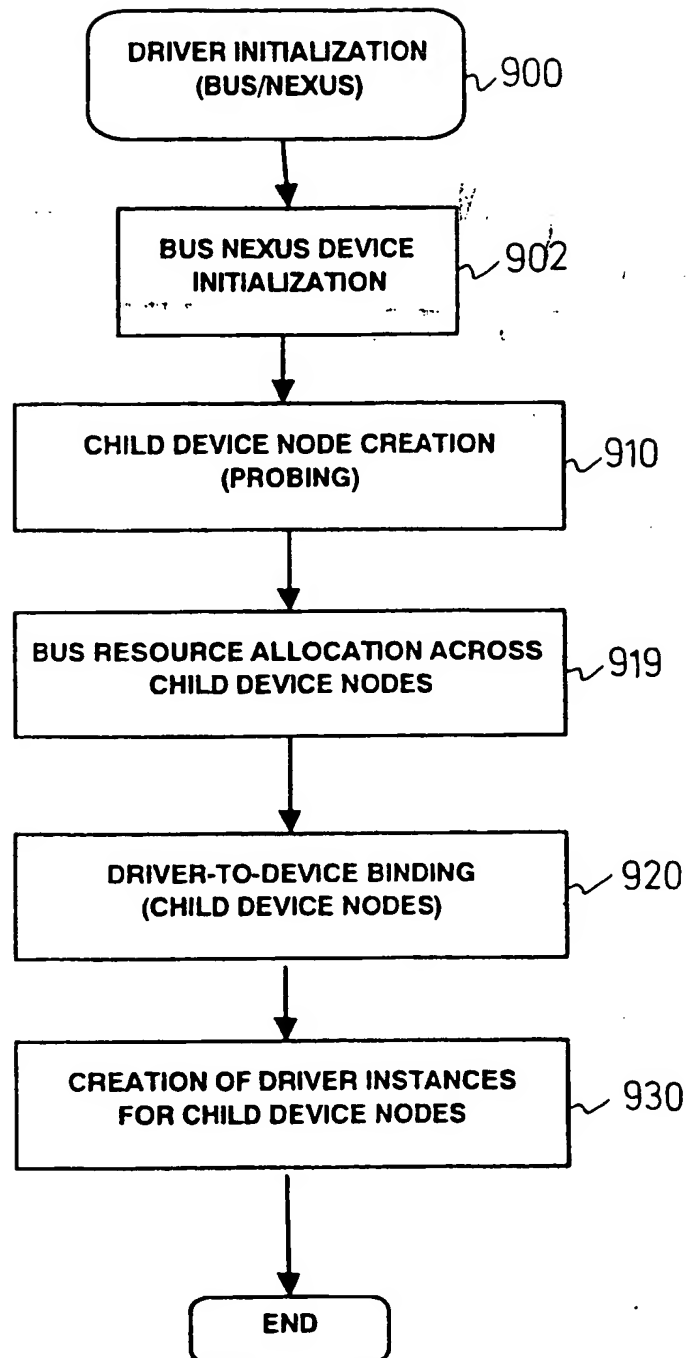 DRIVER INITIALIZATION
(BUS/NEXUS)
900
BUS NEXUS DEVICE
INITIALIZATION
902
CHILD DEVICE NODE CREATION
(PROBING)
910
BUS RESOURCE ALLOCATION ACROSS
CHILD DEVICE NODES
919
DRIVER-TO-DEVICE BINDING
(CHILD DEVICE NODES)
920
CREATION OF DRIVER INSTANCES
FOR CHILD DEVICE NODES
930
END